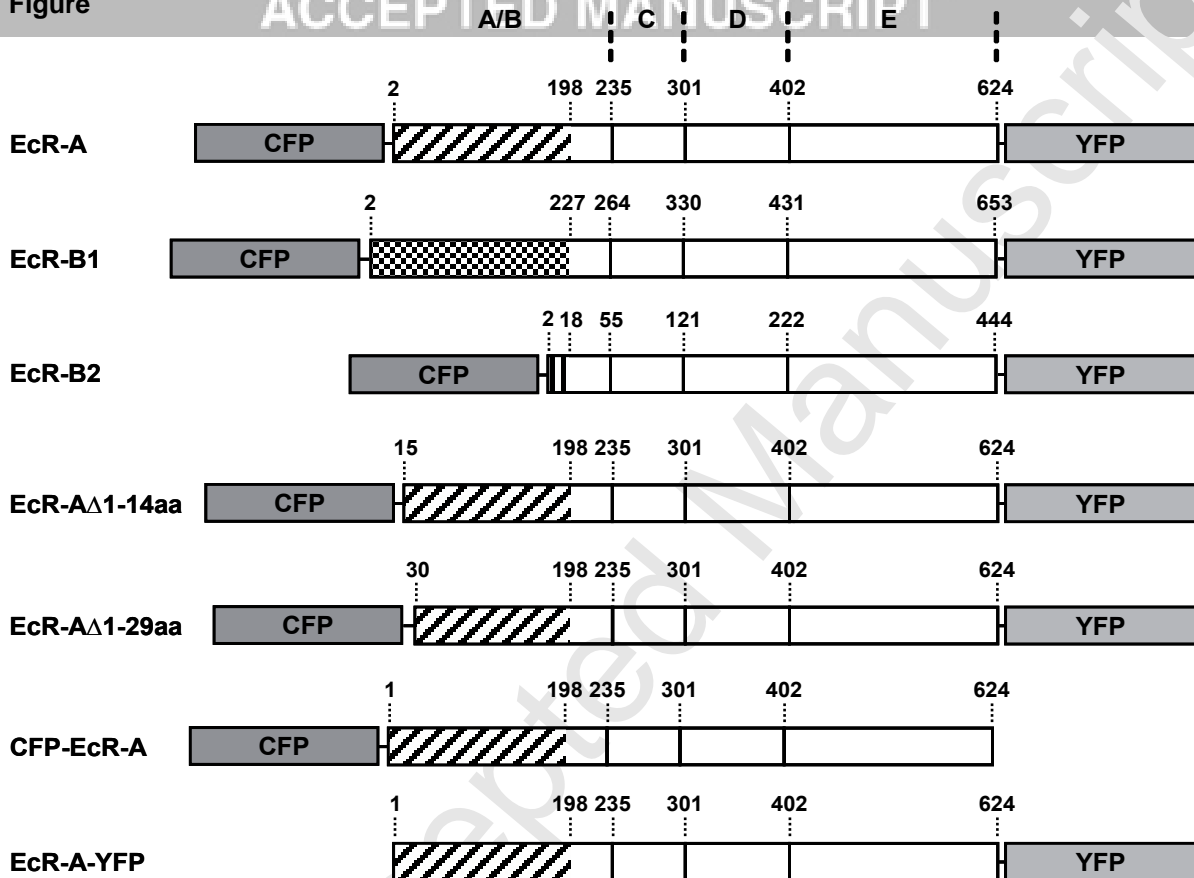 Figure
ACCEPTED MANUSCRIPT
A/B C D E
2 198 235 301 402 624
EcR-A CFP YFP
2 227 264 330 431 653
EcR-B1 CFP YFP
2 18 55 121 222 444
EcR-B2 CFP YFP
15 198 235 301 402 624
EcR-AΔ1-14aa CFP YFP
30 198 235 301 402 624
EcR-AΔ1-29aa CFP YFP
1 198 235 301 402 624
CFP-EcR-A CFP
1 198 235 301 402 624
EcR-A-YFP YFP
epted Manuscrip